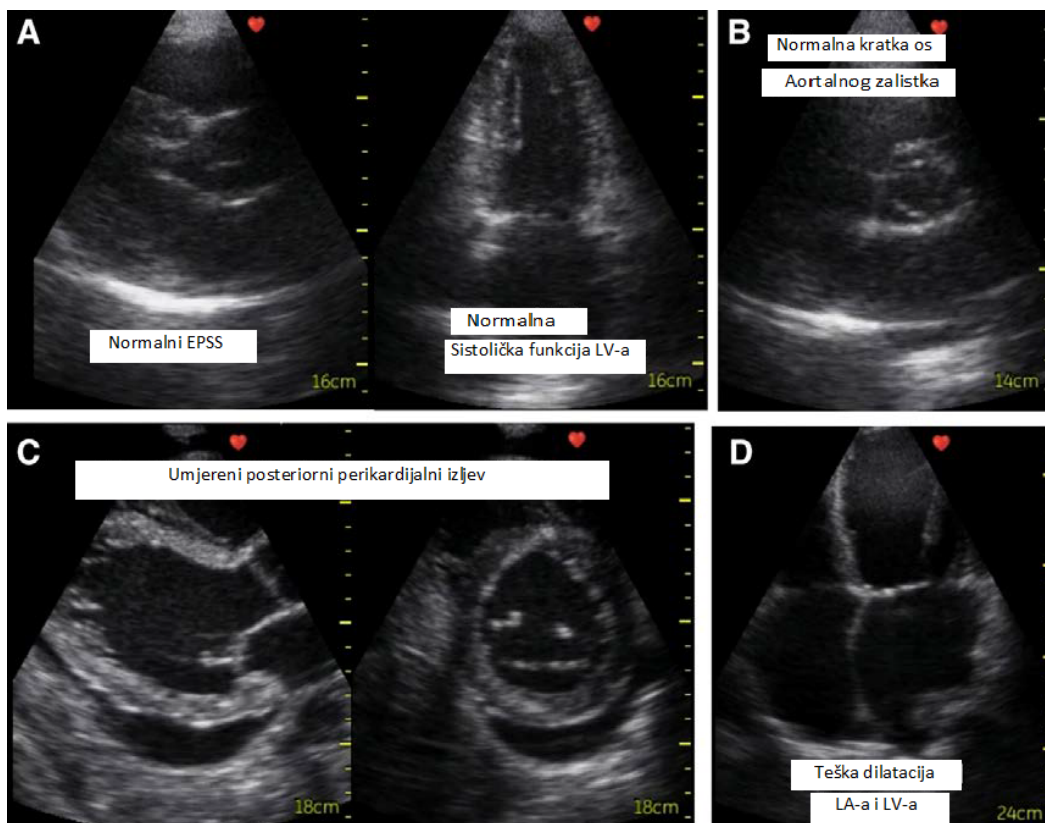 A
Normalni EPSS
16cm
Normalna
Sistolička funkcija LV-a
16cm
B
Normalna kratka os
Aortalnog zalistka
14cm
C
Umjereni posteriorni perikardijalni izljev
18cm
18cm
D
Teška dilatacija
LA-a i LV-a
24cm